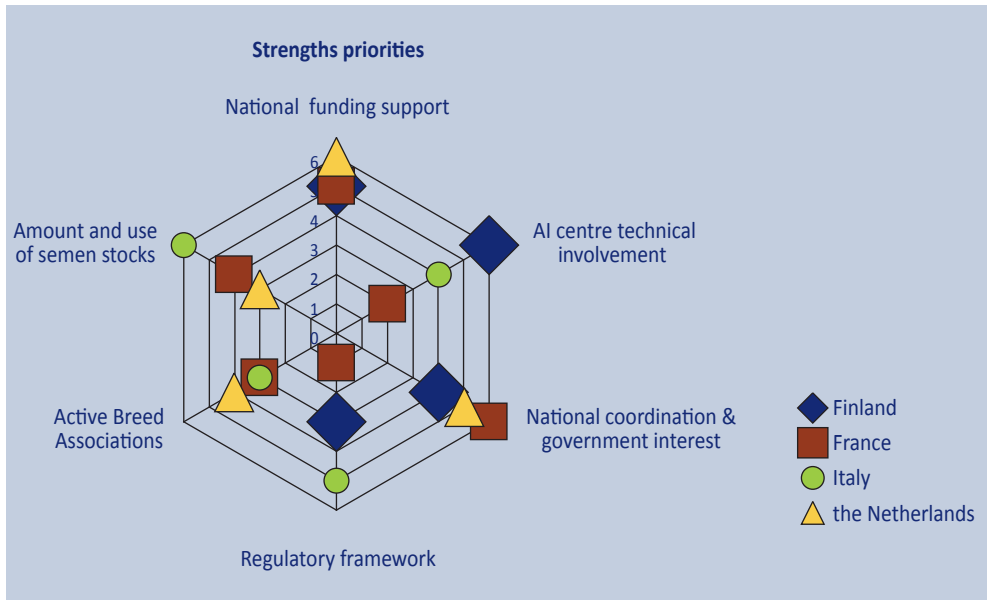 Strengths priorities
National funding support
6
5
4
3
2
1
0
Amount and use
of semen stocks
AI centre technical
involvement
Active Breed
Associations
National coordination &
government interest
Regulatory framework
Finland
France
Italy
the Netherlands